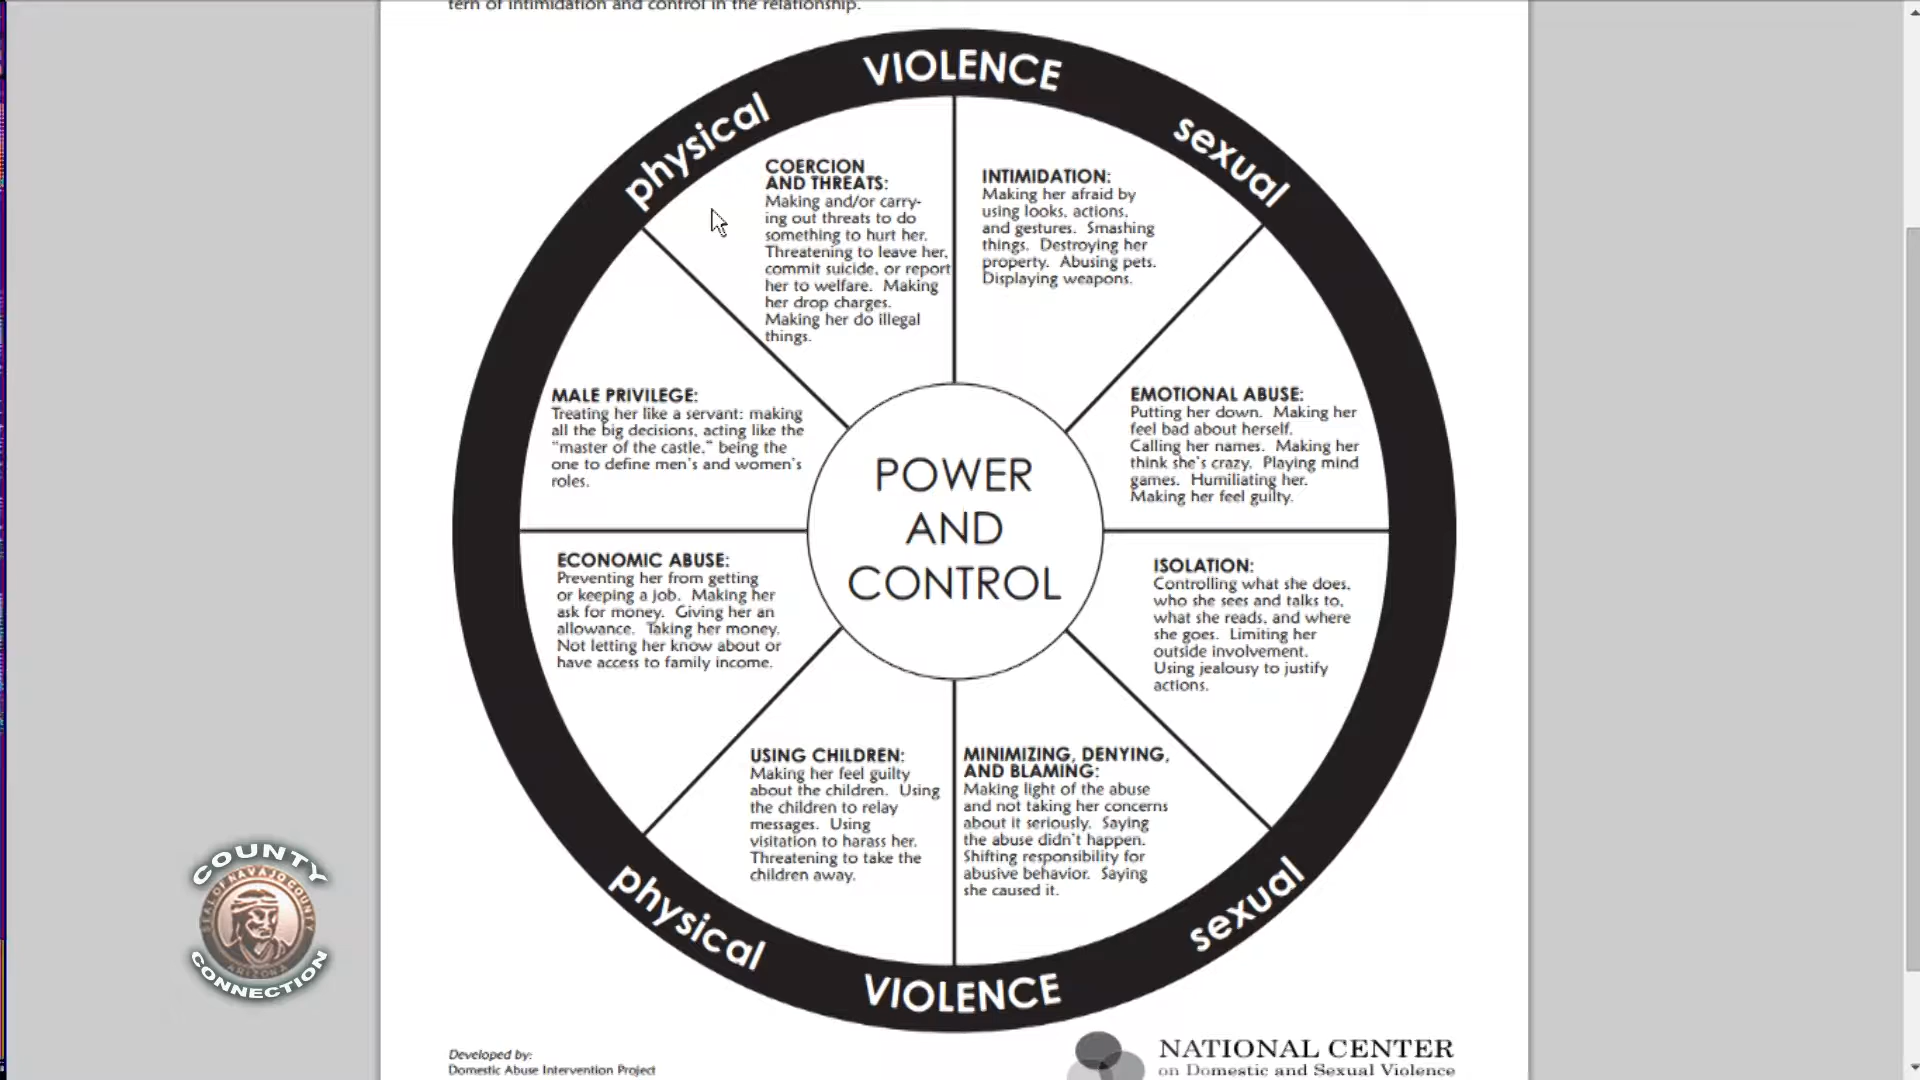 tern of intimidation and control in the relationship.
VIOLENCE
physical
sexual
COERCION
AND THREATS:
Making and/or carry-
ing out threats to do
something to hurt her.
Threatening to leave her,
commit suicide, or report
her to welfare. Making
her drop charges.
Making her do illegal
things.
INTIMIDATION:
Making her afraid by
using looks, actions,
and gestures. Smashing
things. Destroying her
property. Abusing pets.
Displaying weapons.
MALE PRIVILEGE:
Treating her like a servant: making
all the big decisions, acting like the
"master of the castle," being the
one to define men's and women's
roles.
EMOTIONAL ABUSE:
Putting her down. Making her
feel bad about herself.
Calling her names. Making her
think she's crazy. Playing mind
games. Humiliating her.
Making her feel guilty.
POWER
AND
CONTROL
ECONOMIC ABUSE:
Preventing her from getting
or keeping a job. Making her
ask for money. Giving her an
allowance. Taking her money.
Not letting her know about or
have access to family income.
ISOLATION:
Controlling what she does,
who she sees and talks to,
what she reads, and where
she goes. Limiting her
outside involvement.
Using jealousy to justify
actions.
USING CHILDREN:
Making her feel guilty
about the children. Using
the children to relay
messages. Using
visitation to harass her.
Threatening to take the
children away.
MINIMIZING, DENYING,
AND BLAMING:
Making light of the abuse
and not taking her concerns
about it seriously. Saying
the abuse didn't happen.
Shifting responsibility for
abusive behavior. Saying
she caused it.
physical
sexual
VIOLENCE
COUNTY
SEAL OF NAVAJO COUNTY
ARIZONA
CONNECTION
Developed by:
Domestic Abuse Intervention Project
NATIONAL CENTER
on Domestic and Sexual Violence